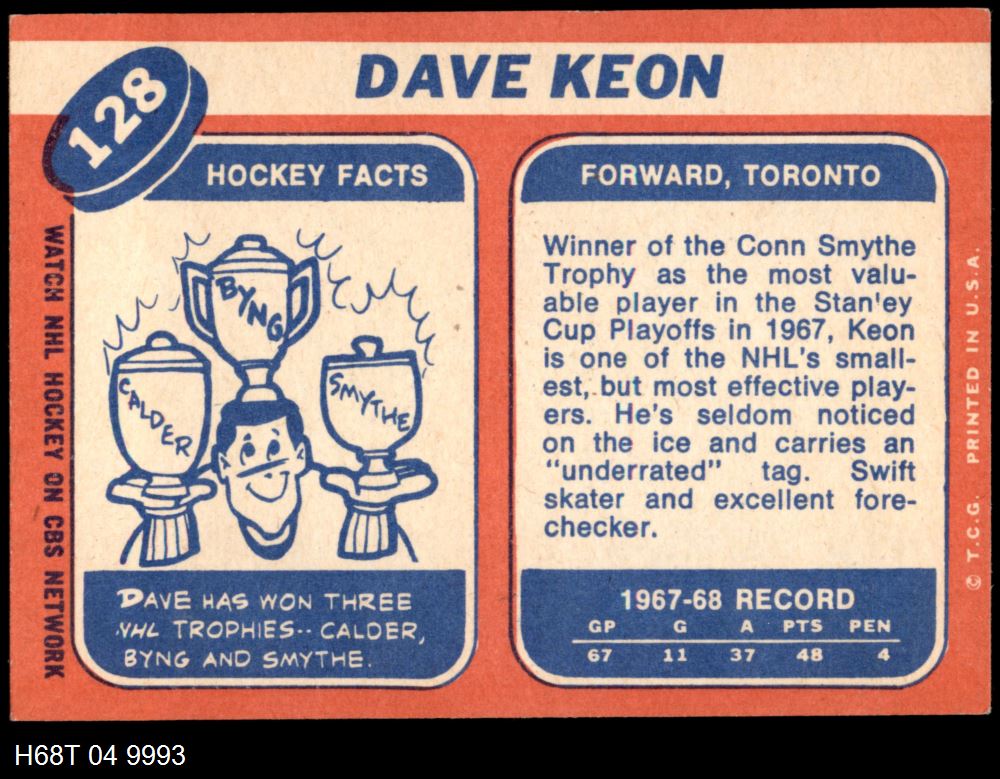 128
DAVE KEON
HOCKEY FACTS
BYNG
CALDER
SMYTHE
DAVE HAS WON THREE
NHL TROPHIES-- CALDER,
BYNG AND SMYTHE.
FORWARD, TORONTO
Winner of the Conn Smythe
Trophy as the most valu-
able player in the Stan'ey
Cup Playoffs in 1967, Keon
is one of the NHL's small-
est, but most effective play-
ers. He's seldom noticed
on the ice and carries an
"underrated" tag. Swift
skater and excellent fore-
checker.
1967-68 RECORD
GP G A PTS PEN
67 11 37 48 4
WATCH NHL HOCKEY ON CBS NETWORK
© T.C.G. PRINTED IN U.S.A.
H68T 04 9993